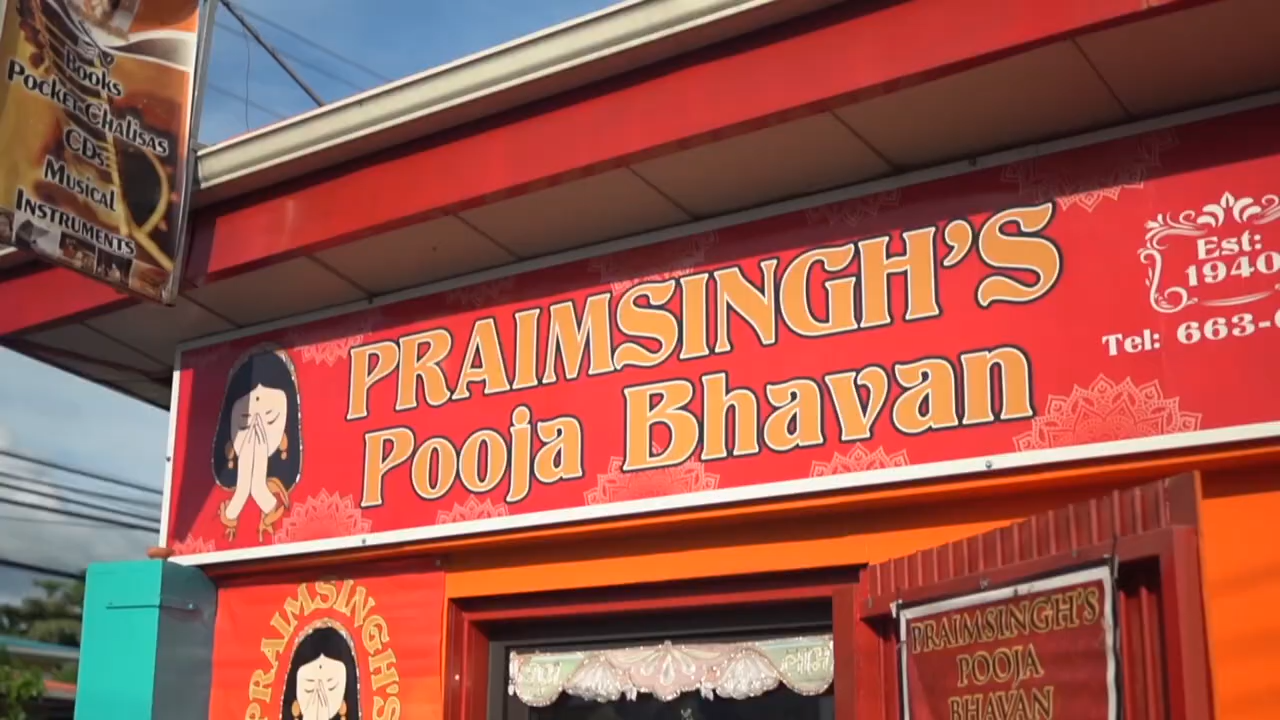 Books
Pocket Chalisas
CDs
Musical
Instruments
PRAIMSINGH'S
Pooja Bhavan
Est:
1940
Tel: 663-
PRAIMSINGH'S
PRAIMSINGH'S
POOJA
BHAVAN